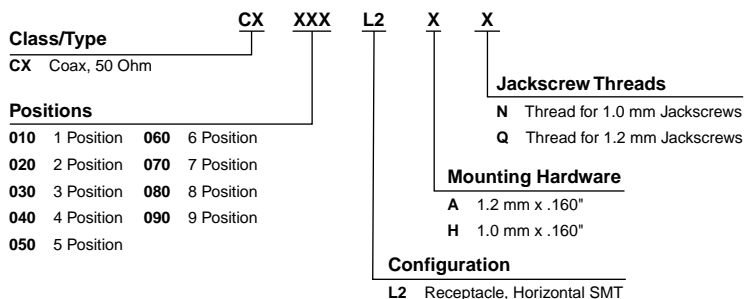 CX XXX L2 X X
Class/Type
CX Coax, 50 Ohm
Positions
010 1 Position 060 6 Position
020 2 Position 070 7 Position
030 3 Position 080 8 Position
040 4 Position 090 9 Position
050 5 Position
Jackscrew Threads
N Thread for 1.0 mm Jackscrews
Q Thread for 1.2 mm Jackscrews
Mounting Hardware
A 1.2 mm x .160"
H 1.0 mm x .160"
Configuration
L2 Receptacle, Horizontal SMT